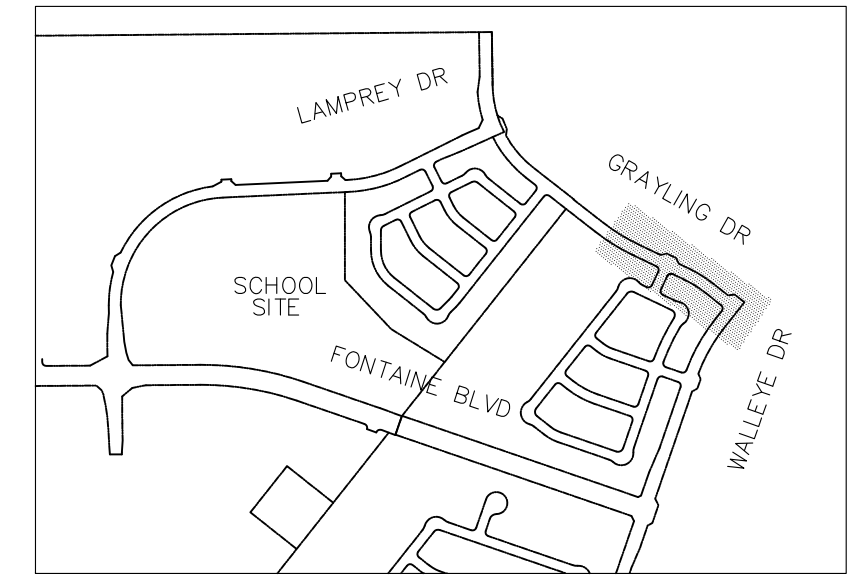 LAMPREY DR
GRAYLING DR
SCHOOL
SITE
FONTAINE BLVD
WALLEYE DR